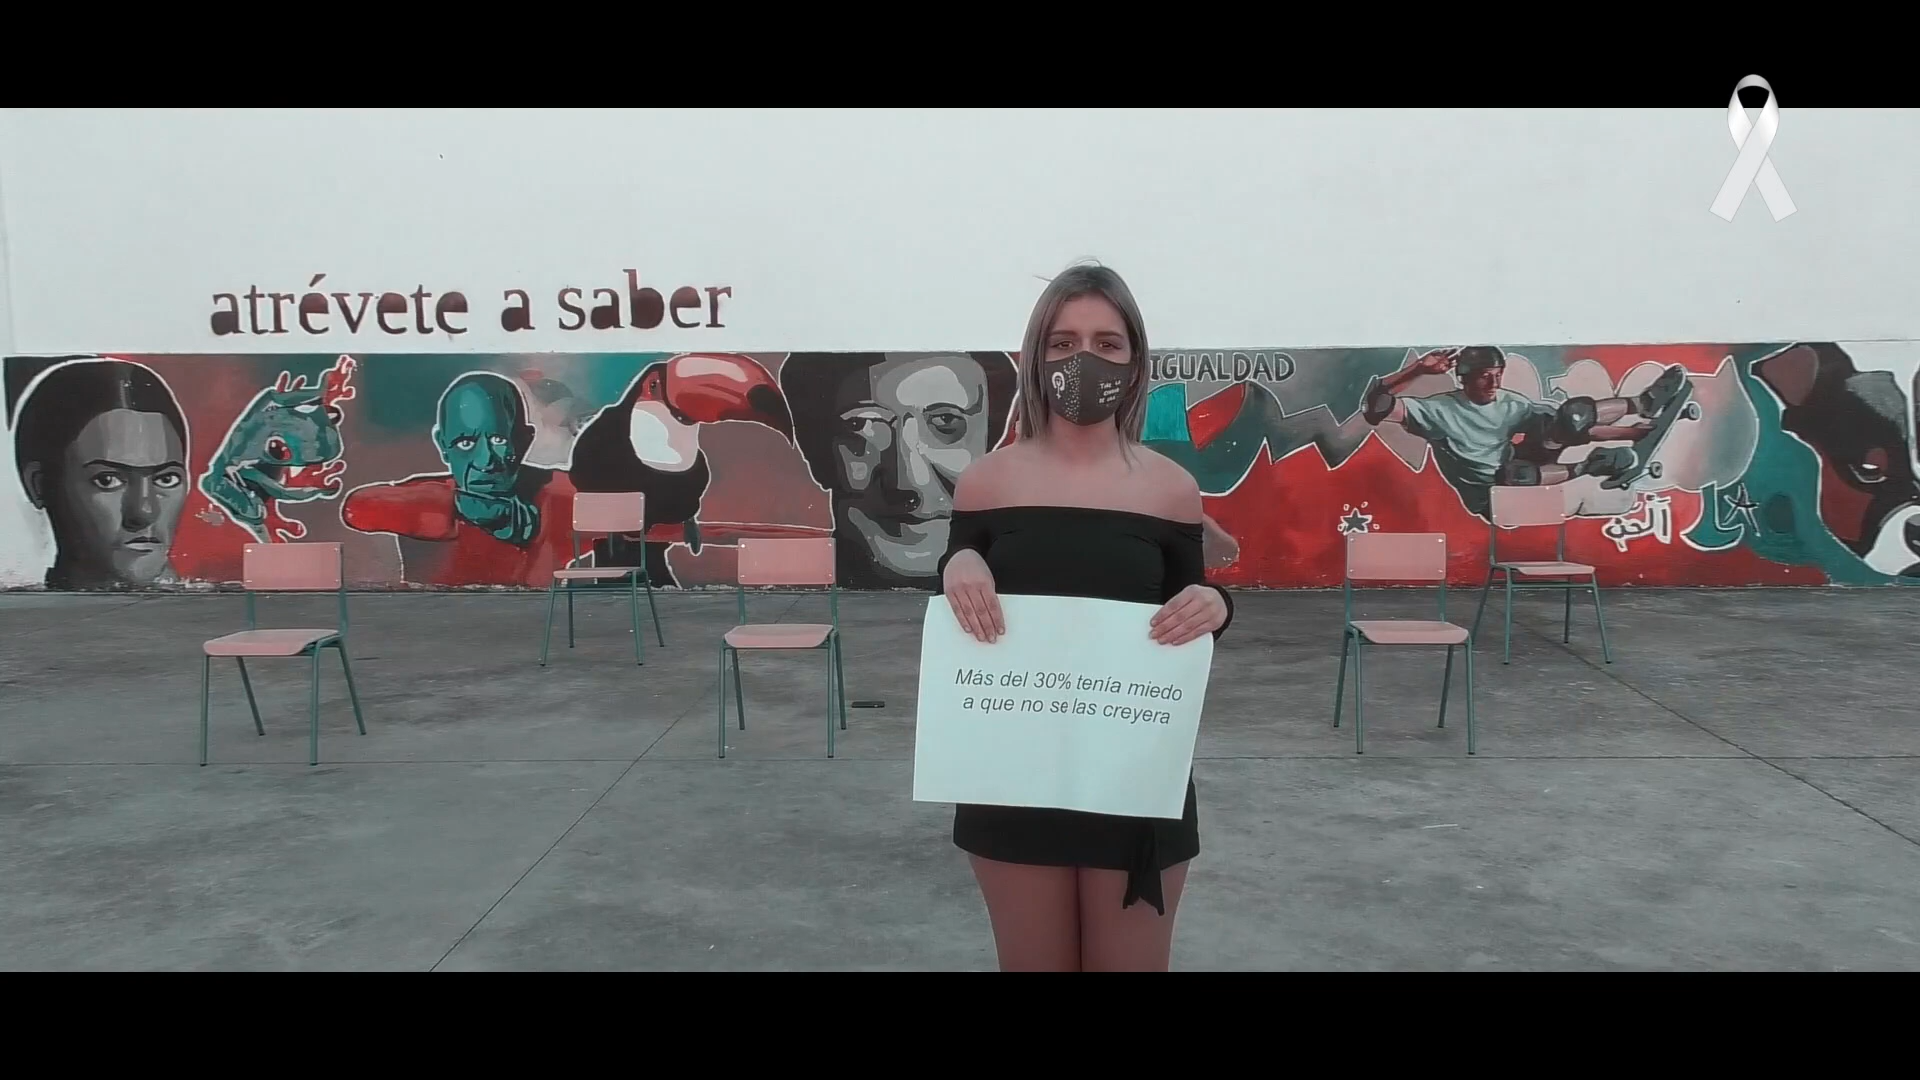 atrévete a saber
IGUALDAD
Más del 30% tenía miedo
a que no se las creyera